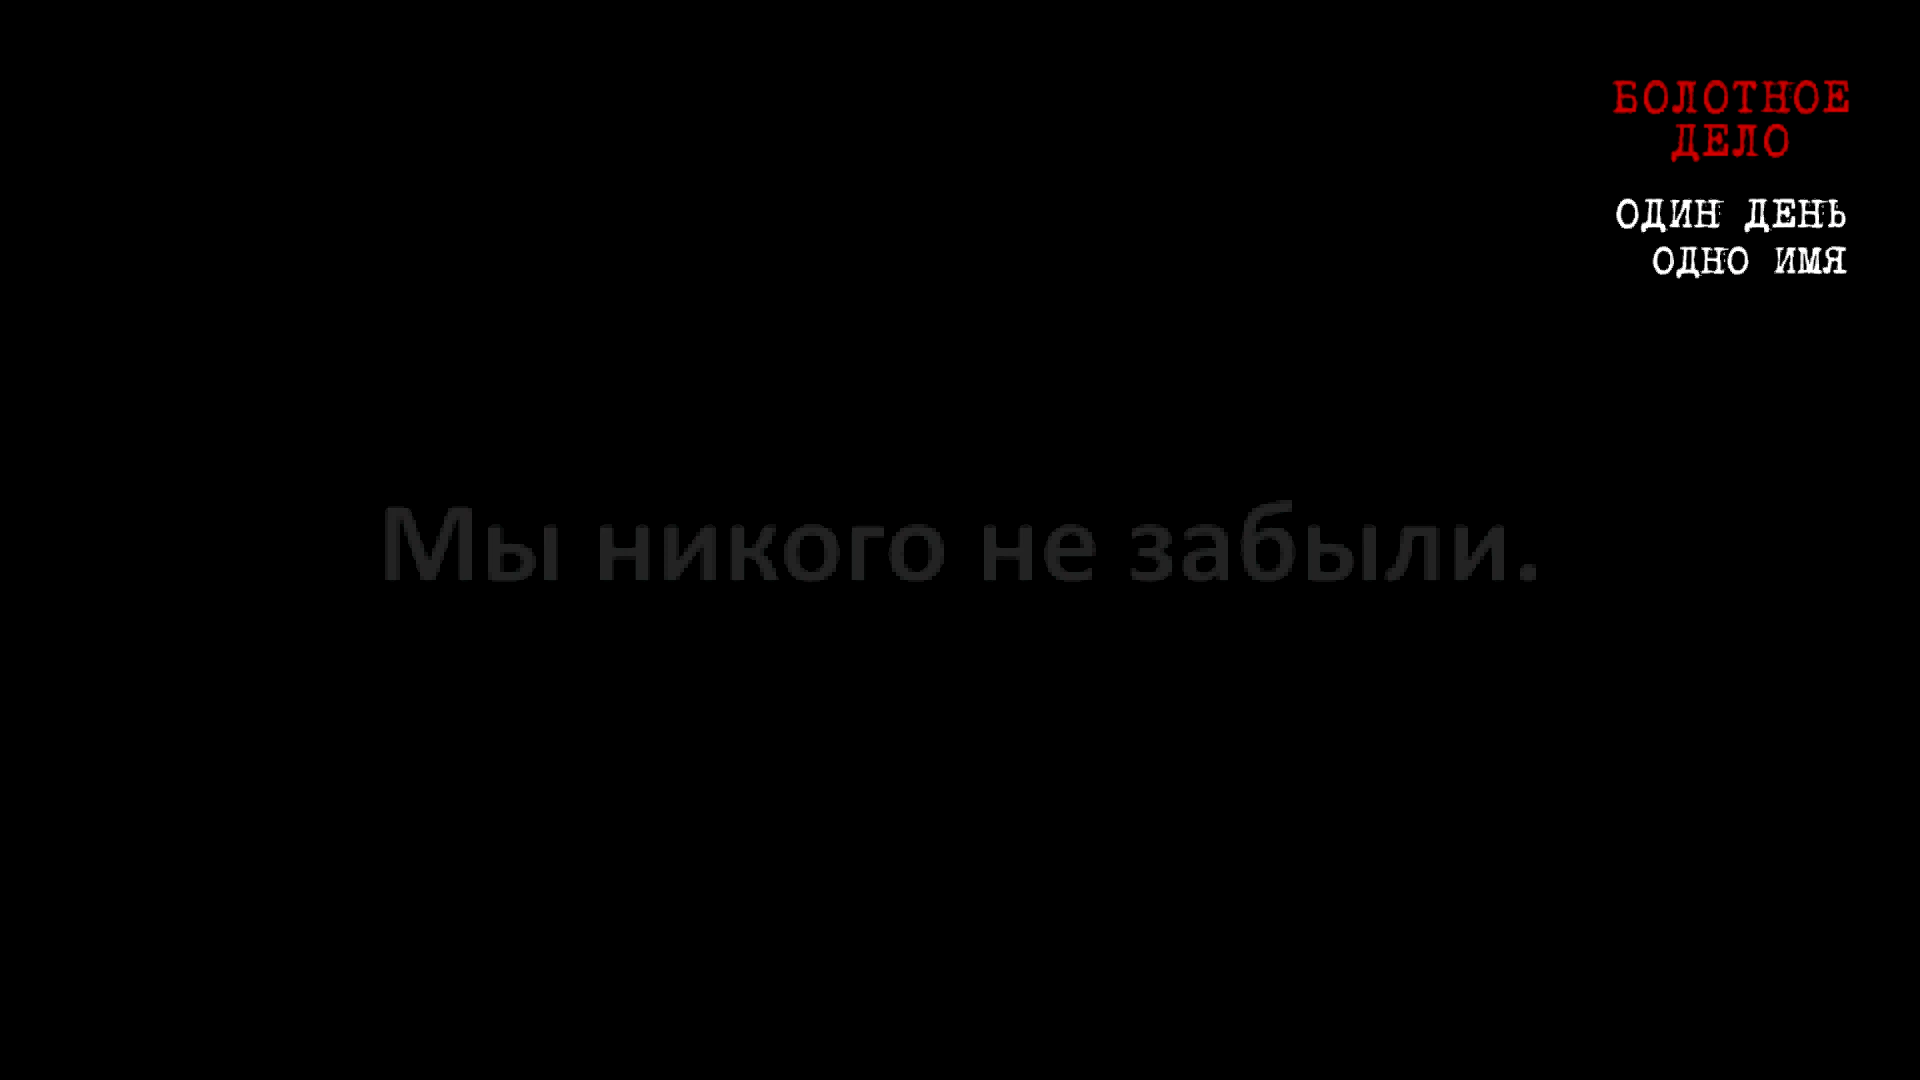 БОЛОТНОЕ
ДЕЛО
ОДИН ДЕНЬ
ОДНО ИМЯ
Мы никого не забыли.